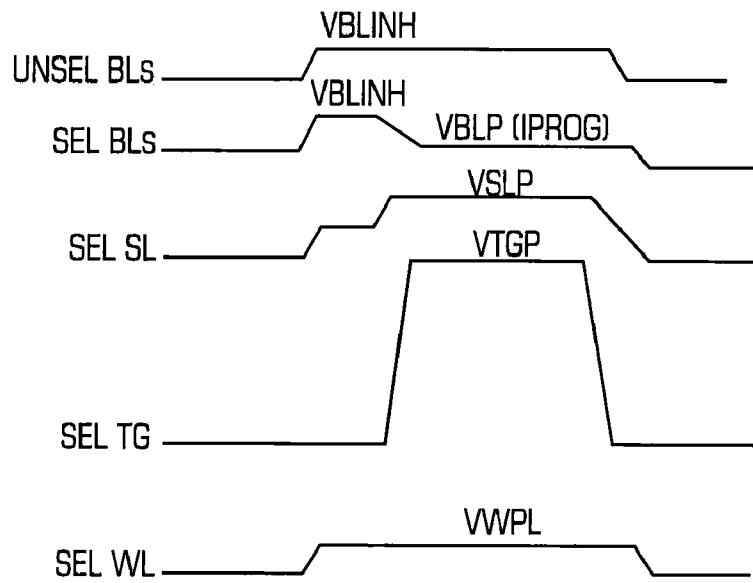 VBLINH
UNSEL BLs
VBLINH
SEL BLs
VBLP (IPROG)
VSLP
SEL SL
VTGP
SEL TG
VWPL
SEL WL